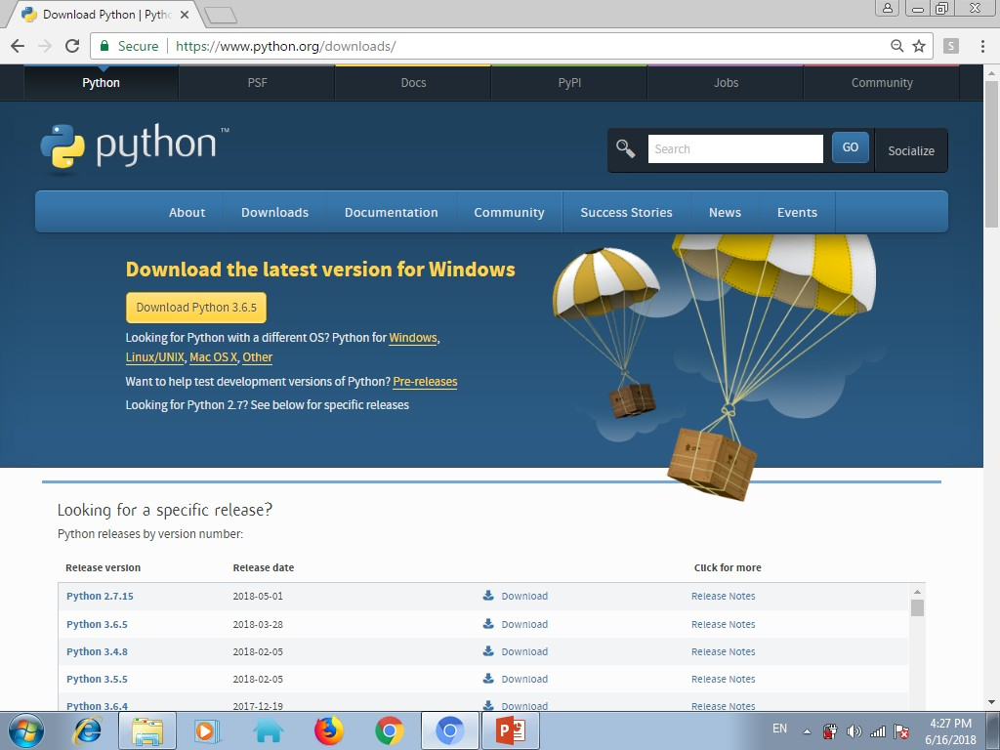 Download Python | Pytho
Secure https://www.python.org/downloads/
S
Python PSF Docs PyPI Jobs Community
python™
Search GO Socialize
About Downloads Documentation Community Success Stories News Events
Download the latest version for Windows
Download Python 3.6.5
Looking for Python with a different OS? Python for Windows,
Linux/UNIX, Mac OS X, Other
Want to help test development versions of Python? Pre-releases
Looking for Python 2.7? See below for specific releases
Looking for a specific release?
Python releases by version number:
Release version Release date Click for more
Python 2.7.15 2018-05-01 Download Release Notes
Python 3.6.5 2018-03-28 Download Release Notes
Python 3.4.8 2018-02-05 Download Release Notes
Python 3.5.5 2018-02-05 Download Release Notes
Python 3.6.4 2017-12-19 Download Release Notes
EN 4:27 PM
6/16/2018